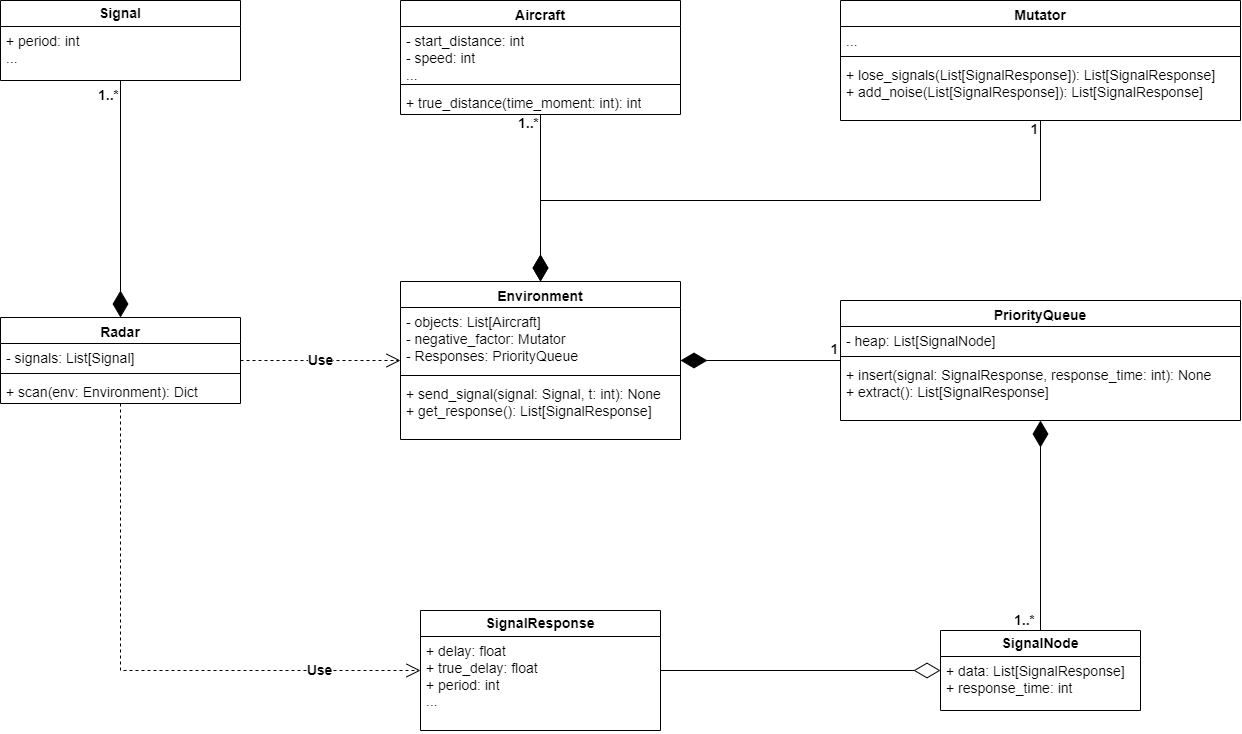 Signal
+ period: int
...
1..*
Aircraft
- start_distance: int
- speed: int
...
+ true_distance(time_moment: int): int
1..*
Mutator
...
+ lose_signals(List[SignalResponse]): List[SignalResponse]
+ add_noise(List[SignalResponse]): List[SignalResponse]
1
Radar
- signals: List[Signal]
+ scan(env: Environment): Dict
Use
Environment
- objects: List[Aircraft]
- negative_factor: Mutator
- Responses: PriorityQueue
+ send_signal(signal: Signal, t: int): None
+ get_response(): List[SignalResponse]
1
PriorityQueue
- heap: List[SignalNode]
+ insert(signal: SignalResponse, response_time: int): None
+ extract(): List[SignalResponse]
1..*
Use
SignalResponse
+ delay: float
+ true_delay: float
+ period: int
...
SignalNode
+ data: List[SignalResponse]
+ response_time: int